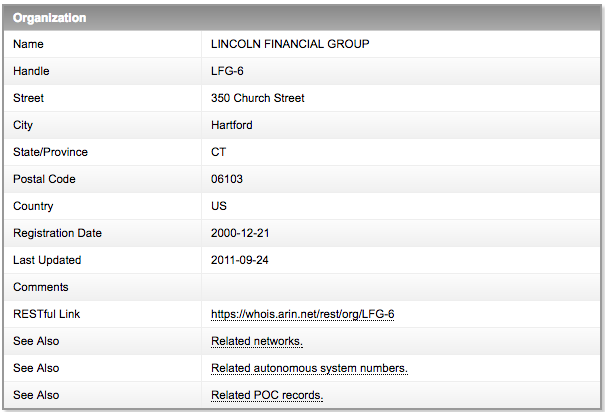 Organization
Name LINCOLN FINANCIAL GROUP
Handle LFG-6
Street 350 Church Street
City Hartford
State/Province CT
Postal Code 06103
Country US
Registration Date 2000-12-21
Last Updated 2011-09-24
Comments
RESTful Link https://whois.arin.net/rest/org/LFG-6
See Also Related networks.
See Also Related autonomous system numbers.
See Also Related POC records.